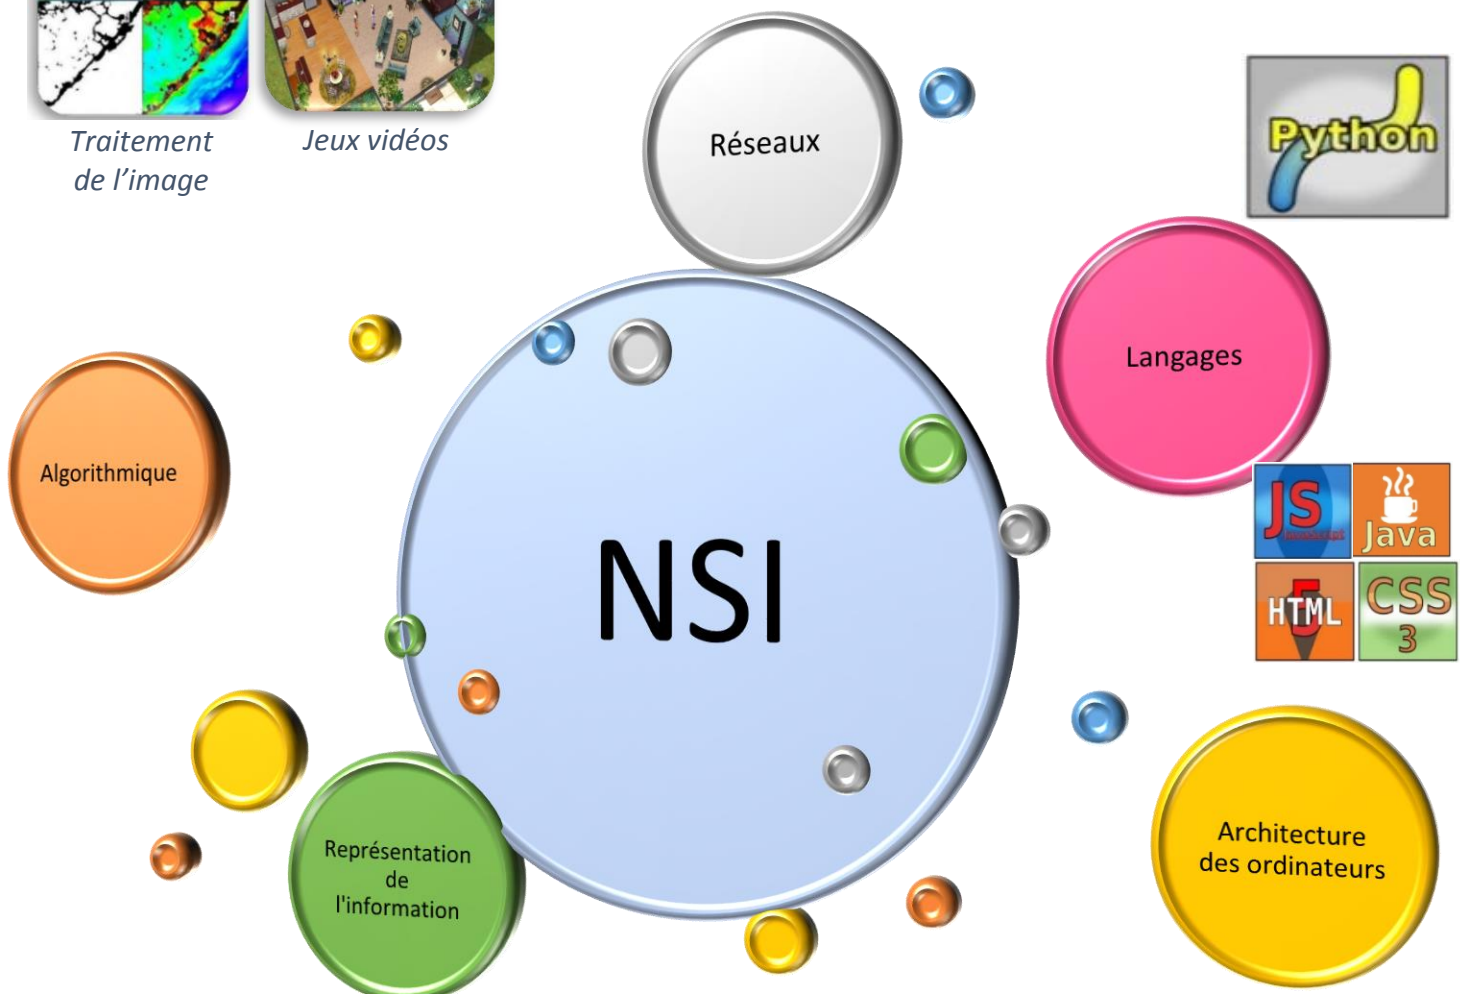 Traitement
de l'image
Jeux vidéos
Réseaux
Python
Langages
Algorithmique
JS
Java
HTML
5
CSS
3
NSI
Représentation
de
l'information
Architecture
des ordinateurs